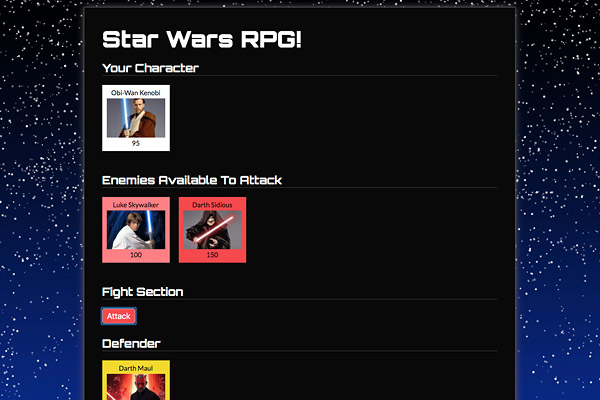 Star Wars RPG!
Your Character
Obi-Wan Kenobi
95
Enemies Available To Attack
Luke Skywalker
Darth Sidious
100
150
Fight Section
Attack
Defender
Darth Maul